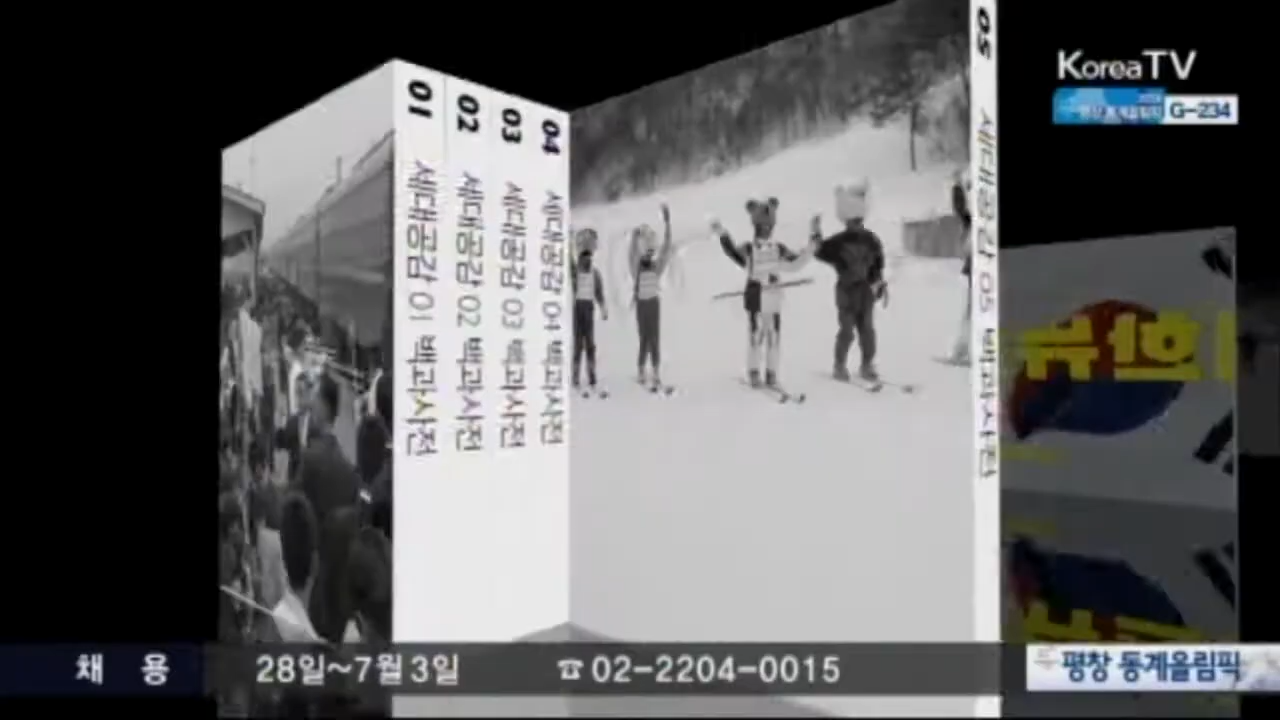 KoreaTV
G-234
01 세대공감 01 백과사전
02 세대공감 02 백과사전
03 세대공감 03 백과사전
04 세대공감 04 백과사전
05 세대공감 05 백과사전
채 용 28일~7월3일 ☎02-2204-0015
평창 동계올림픽